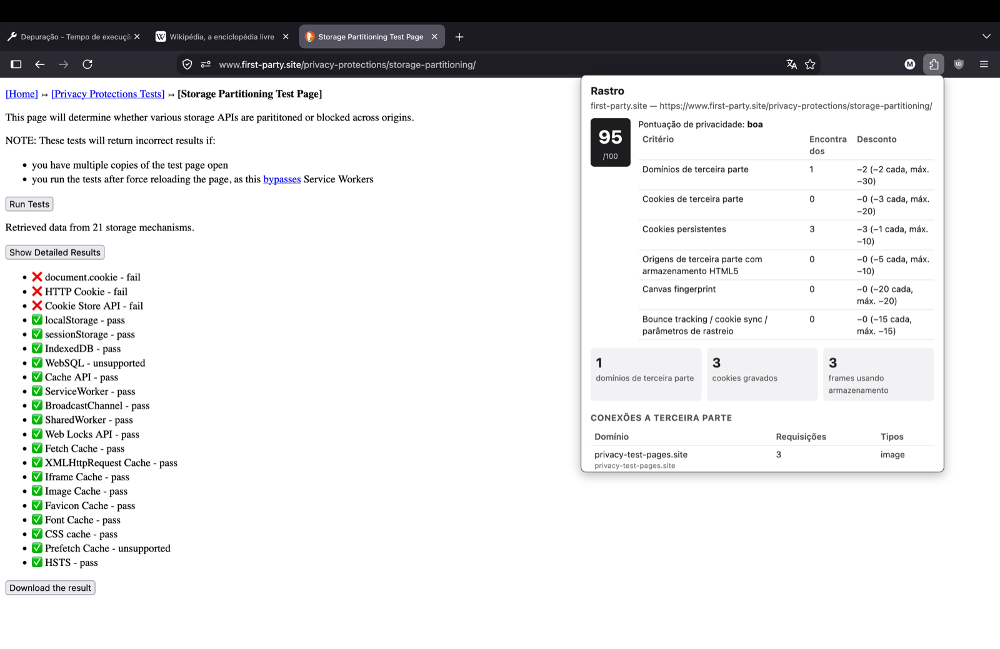 Depuração - Tempo de execuçã
Wikipédia, a enciclopédia livre
Storage Partitioning Test Page
www.first-party.site/privacy-protections/storage-partitioning/
M
[Home] ↣ [Privacy Protections Tests] ↣ [Storage Partitioning Test Page]
This page will determine whether various storage APIs are parititoned or blocked across origins.
NOTE: These tests will return incorrect results if:
• you have multiple copies of the test page open
• you run the tests after force reloading the page, as this bypasses Service Workers
Run Tests
Retrieved data from 21 storage mechanisms.
Show Detailed Results
• ❌ document.cookie - fail
• ❌ HTTP Cookie - fail
• ❌ Cookie Store API - fail
• ✅ localStorage - pass
• ✅ sessionStorage - pass
• ✅ IndexedDB - pass
• ✅ WebSQL - unsupported
• ✅ Cache API - pass
• ✅ ServiceWorker - pass
• ✅ BroadcastChannel - pass
• ✅ SharedWorker - pass
• ✅ Web Locks API - pass
• ✅ Fetch Cache - pass
• ✅ XMLHttpRequest Cache - pass
• ✅ Iframe Cache - pass
• ✅ Image Cache - pass
• ✅ Favicon Cache - pass
• ✅ Font Cache - pass
• ✅ CSS cache - pass
• ✅ Prefetch Cache - unsupported
• ✅ HSTS - pass
Download the result
Rastro
first-party.site — https://www.first-party.site/privacy-protections/storage-partitioning/
95
/100
Pontuação de privacidade: boa
Critério Encontra Desconto
dos
Domínios de terceira parte 1 −2 (−2 cada, máx.
−30)
Cookies de terceira parte 0 −0 (−3 cada, máx.
−20)
Cookies persistentes 3 −3 (−1 cada, máx.
−10)
Origens de terceira parte com 0 −0 (−5 cada, máx.
armazenamento HTML5 −10)
Canvas fingerprint 0 −0 (−20 cada,
máx. −20)
Bounce tracking / cookie sync / 0 −0 (−15 cada,
parâmetros de rastreio máx. −15)
1
domínios de terceira parte
3
cookies gravados
3
frames usando
armazenamento
CONEXÕES A TERCEIRA PARTE
Domínio Requisições Tipos
privacy-test-pages.site 3 image
privacy-test-pages.site